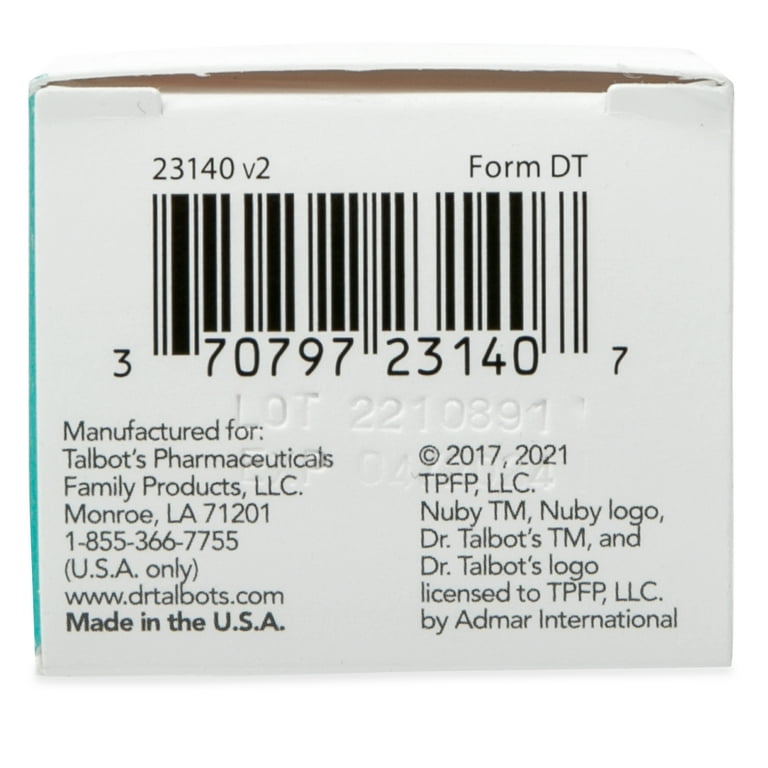 23140 v2 Form DT
3 70797 23140 7
LOT 2210891
EXP
Manufactured for:
Talbot's Pharmaceuticals
Family Products, LLC.
Monroe, LA 71201
1-855-366-7755
(U.S.A. only)
www.drtalbots.com
Made in the U.S.A.
© 2017, 2021
TPFP, LLC.
Nuby TM, Nuby logo,
Dr. Talbot's TM, and
Dr. Talbot's logo
licensed to TPFP, LLC.
by Admar International